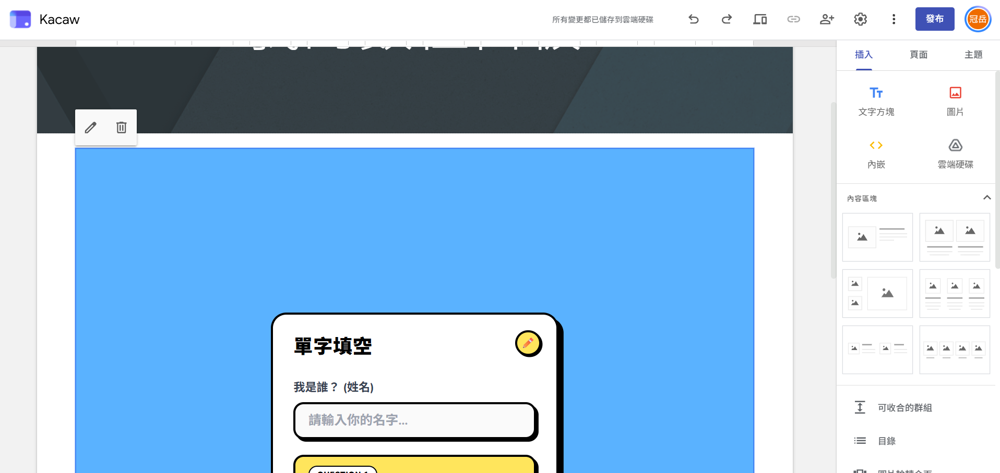 Kacaw
所有變更都已儲存到雲端硬碟
發布
冠岳
插入
頁面
主題
文字方塊
圖片
內嵌
雲端硬碟
內容區塊
單字填空
我是誰？ (姓名)
請輸入你的名字...
可收合的群組
目錄